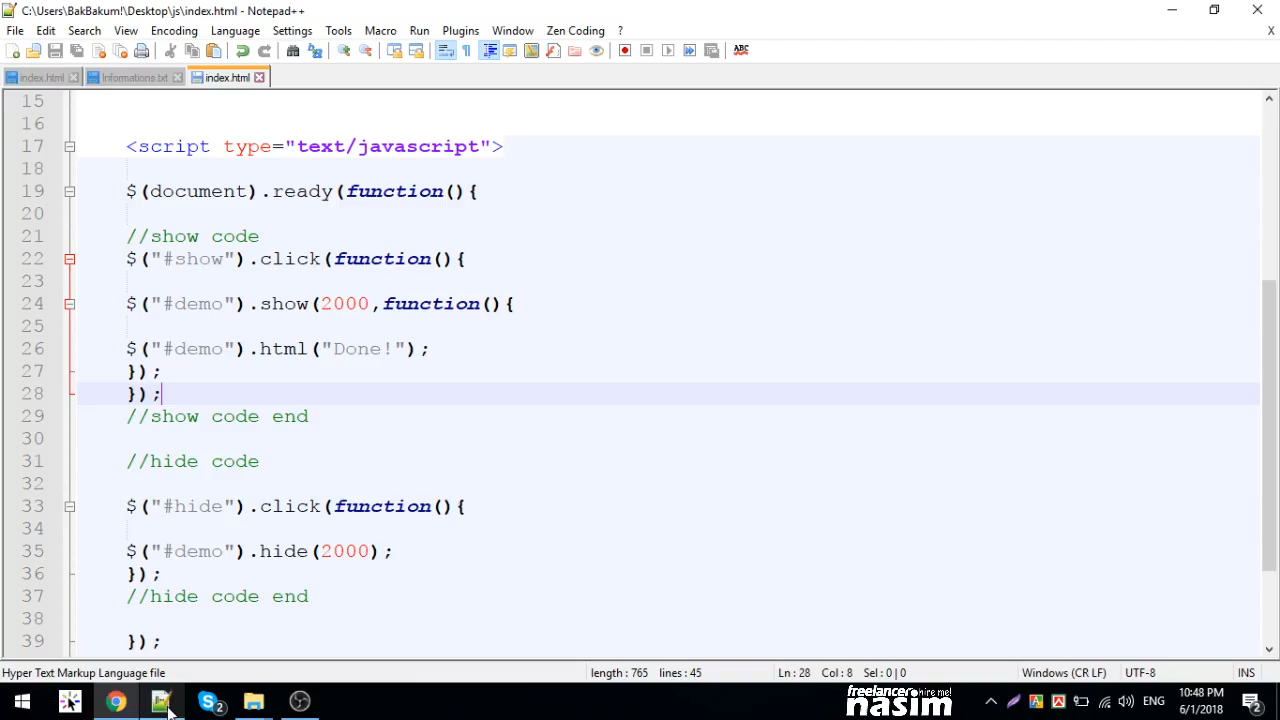 C:\Users\BakBakum!\Desktop\js\index.html - Notepad++
File Edit Search View Encoding Language Settings Tools Macro Run Plugins Window Zen Coding ? X
ABC
index.html Informations.txt index.html
15
16
17 <script type="text/javascript">
18
19 $(document).ready(function(){
20
21 //show code
22 $("#show").click(function(){
23
24 $("#demo").show(2000,function(){
25
26 $("#demo").html("Done!");
27 });
28 });
29 //show code end
30
31 //hide code
32
33 $("#hide").click(function(){
34
35 $("#demo").hide(2000);
36 });
37 //hide code end
38
39 });
Hyper Text Markup Language file length : 765 lines : 45 Ln : 28 Col : 8 Sel : 0 | 0 Windows (CR LF) UTF-8 INS
freelancer hire me!
nasim
ENG
10:48 PM
6/1/2018
2
2